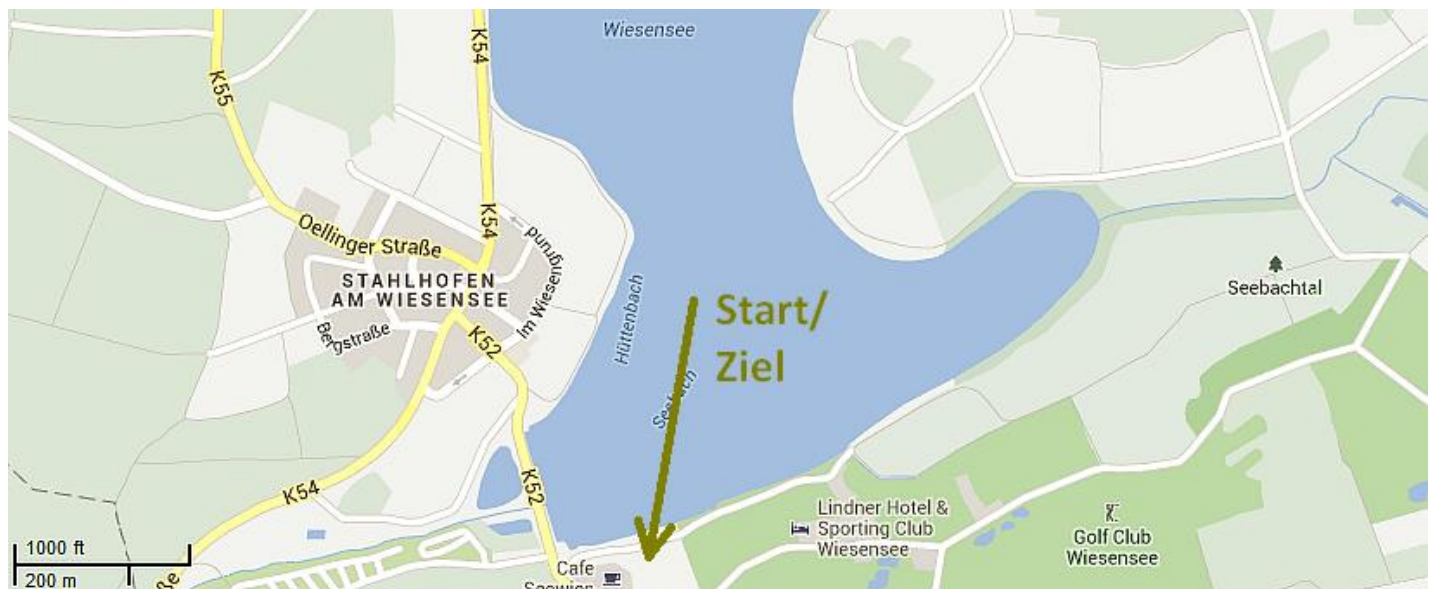 Wiesensee
K54
K55
K54
Oellinger Straße
Im Wiesengrund
STAHLHOFEN
AM WIESENSEE
Bergstraße
K52
Hüttenbach
Start/
Ziel
Seebachtal
K54
K52
Lindner Hotel &
Sporting Club
Wiesensee
Golf Club
Wiesensee
Cafe
1000 ft
200 m